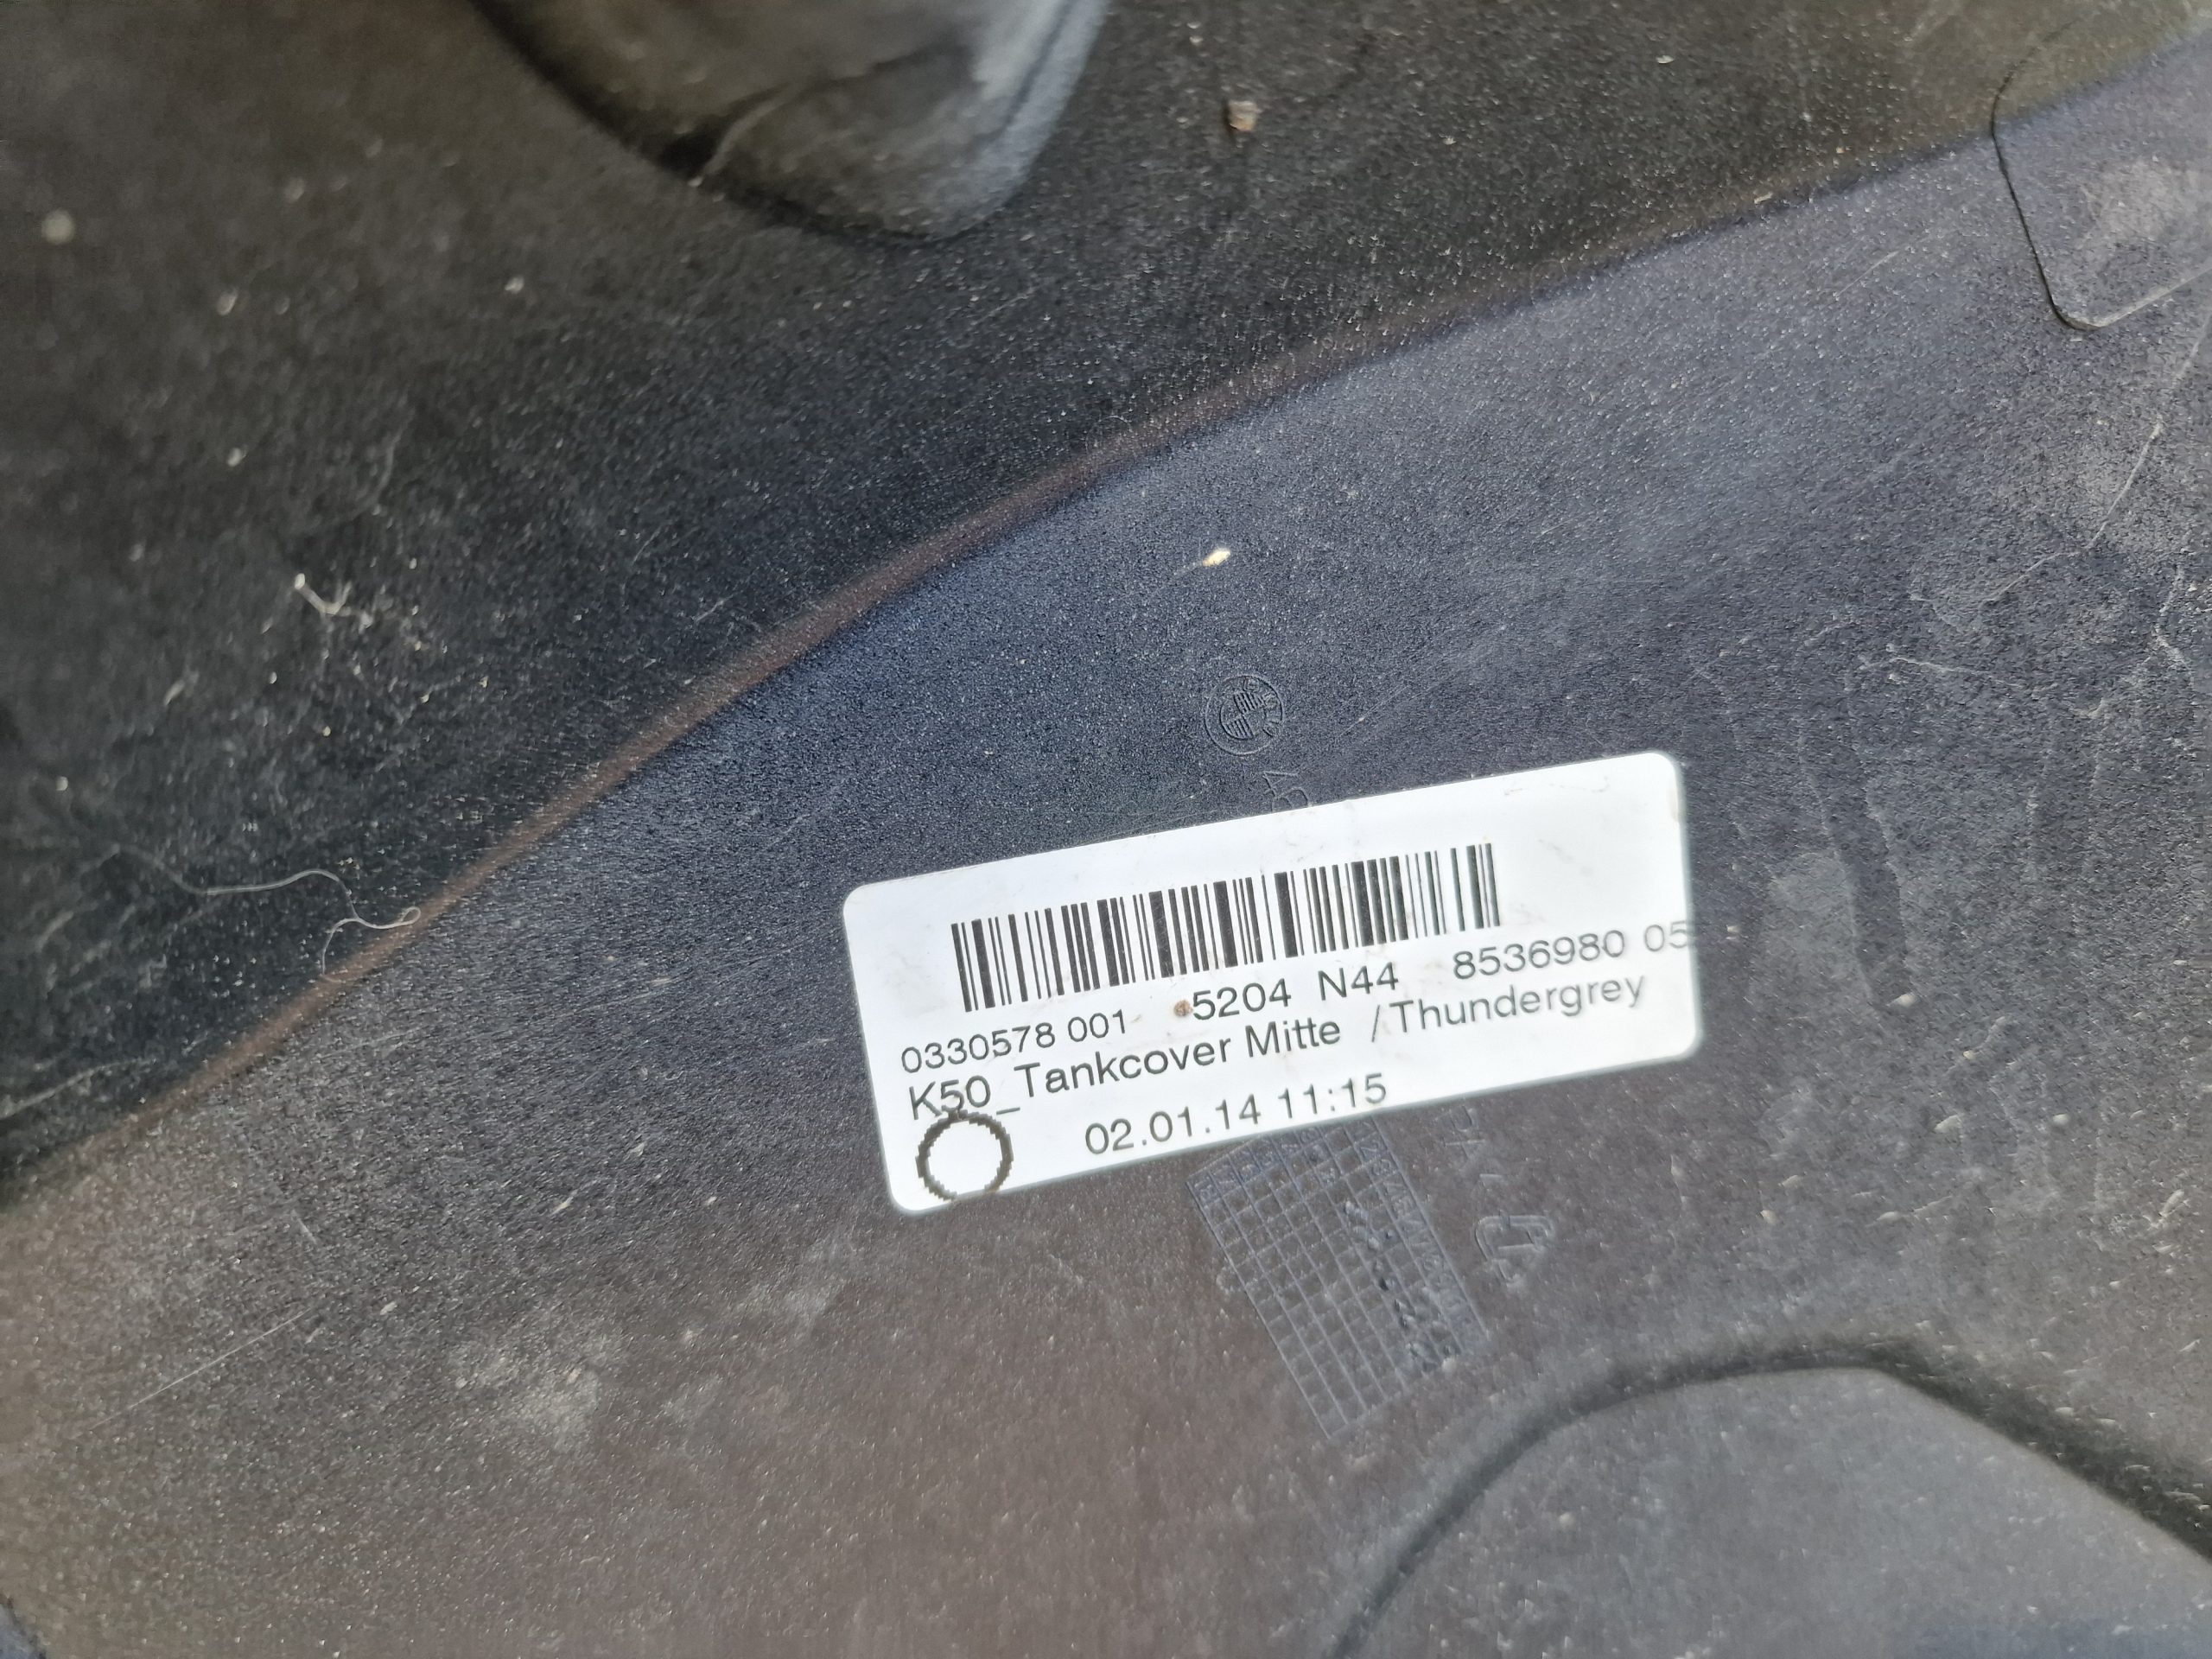 0330578 001 5204 N44 8536980 05
K50_Tankcover Mitte /Thundergrey
02.01.14 11:15